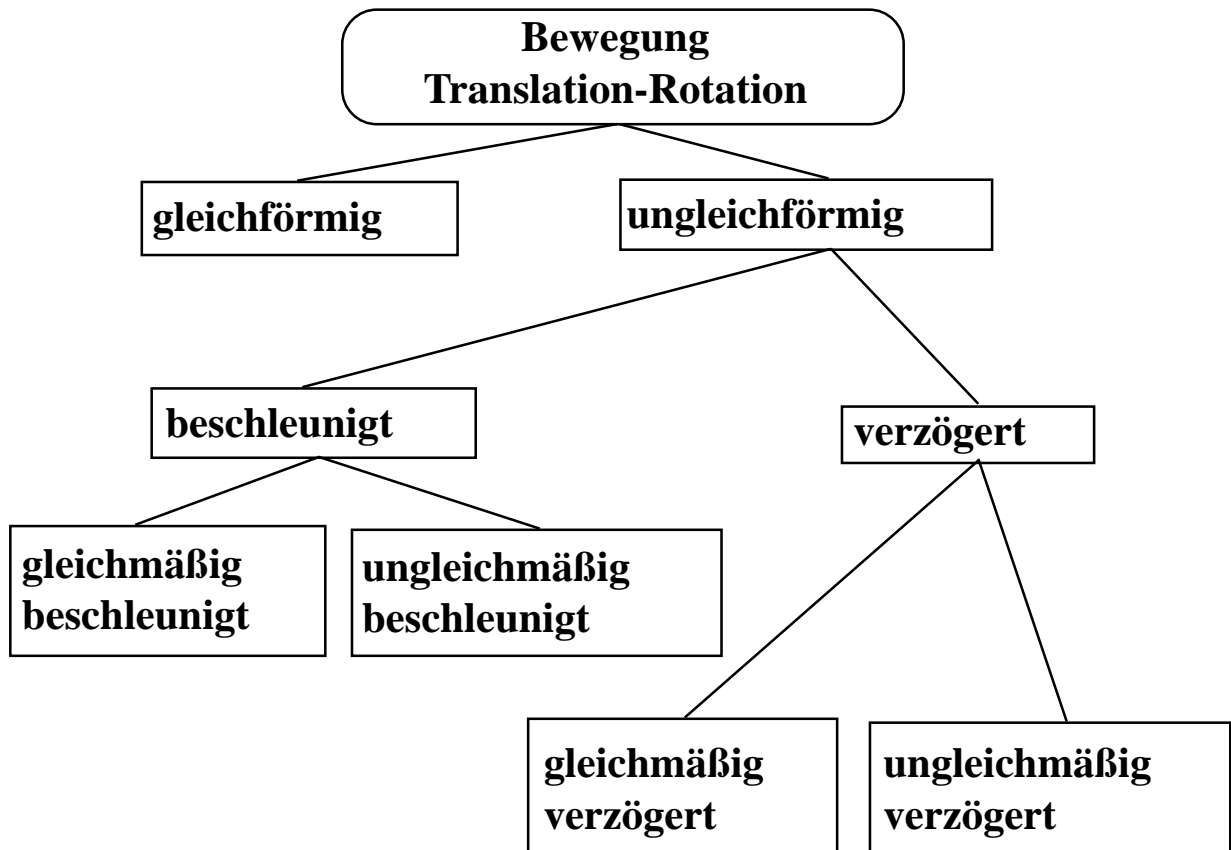 Bewegung
Translation-Rotation
gleichförmig
ungleichförmig
beschleunigt
verzögert
gleichmäßig
beschleunigt
ungleichmäßig
beschleunigt
gleichmäßig
verzögert
ungleichmäßig
verzögert